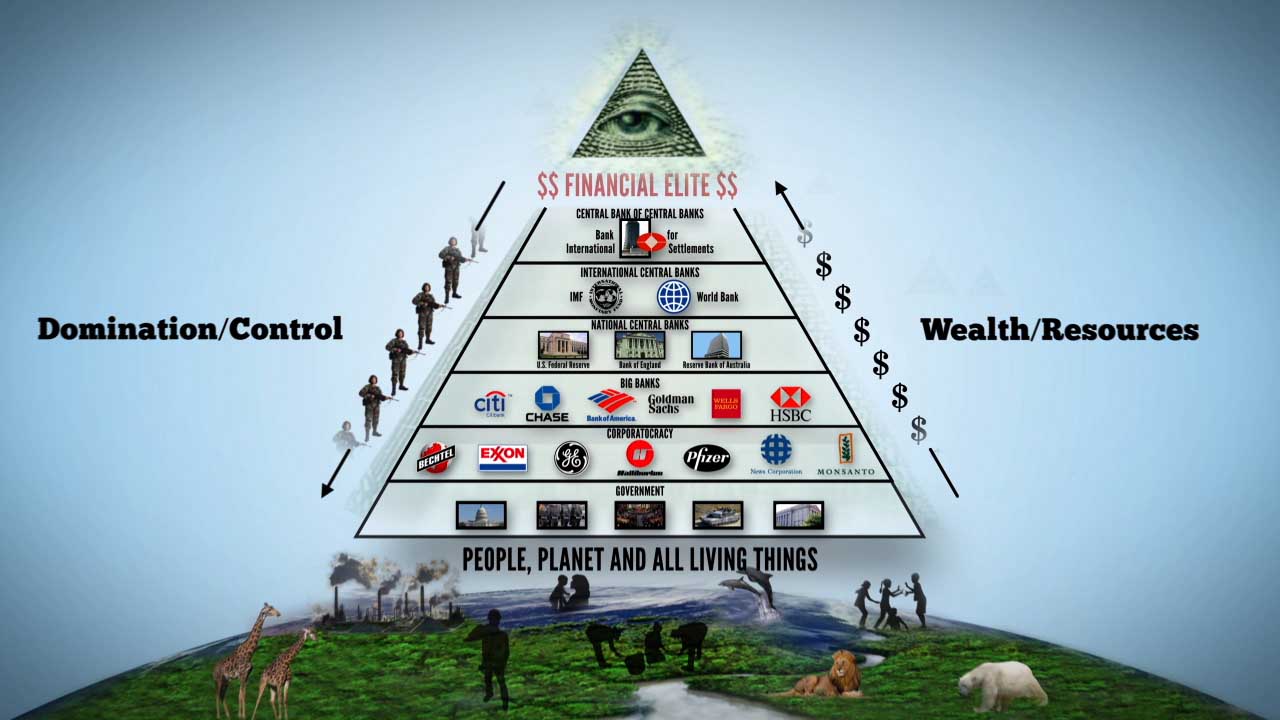 $$ FINANCIAL ELITE $$
CENTRAL BANK OF CENTRAL BANKS
Bank for
International Settlements
INTERNATIONAL CENTRAL BANKS
IMF World Bank
Domination/Control
Wealth/Resources
$
$
$
$
$
$
$
NATIONAL CENTRAL BANKS
U.S. Federal Reserve Bank of England Reserve Bank of Australia
BIG BANKS
citi
Citibank
CHASE
Bank of America.
Goldman
Sachs
WELLS
FARGO
HSBC
CORPORATOCRACY
BECHTEL
EXXON
GE
Halliburton
Pfizer
News Corporation
MONSANTO
GOVERNMENT
PEOPLE, PLANET AND ALL LIVING THINGS